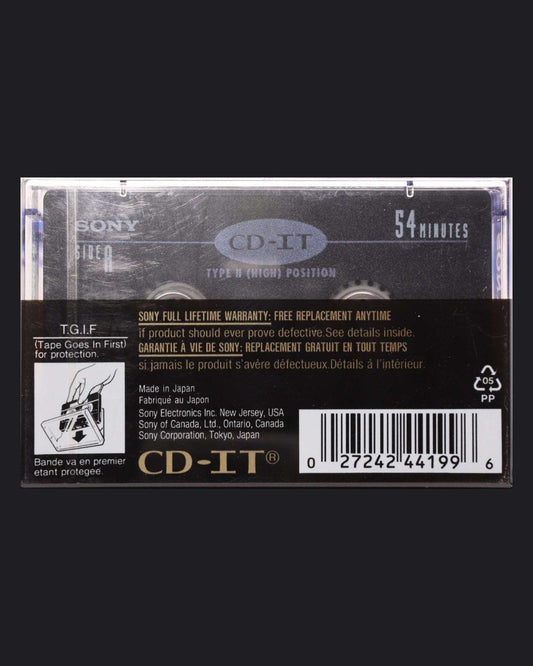 SONY
CD-IT
54 MINUTES
SIDE A
TYPE II (HIGH) POSITION
T.G.I.F
(Tape Goes In First)
for protection.
Bande va en premier
etant protegee.
SONY FULL LIFETIME WARRANTY: FREE REPLACEMENT ANYTIME
if product should ever prove defective.See details inside.
GARANTIE À VIE DE SONY: REPLACEMENT GRATUIT EN TOUT TEMPS
si,jamais le produit s'avére défectueux.Détails á l'intérieur.
Made in Japan
Fabriqué au Japon
Sony Electronics Inc. New Jersey, USA
Sony of Canada, Ltd., Ontario, Canada
Sony Corporation, Tokyo, Japan
CD-IT®
05
PP
0 27242 44199 6